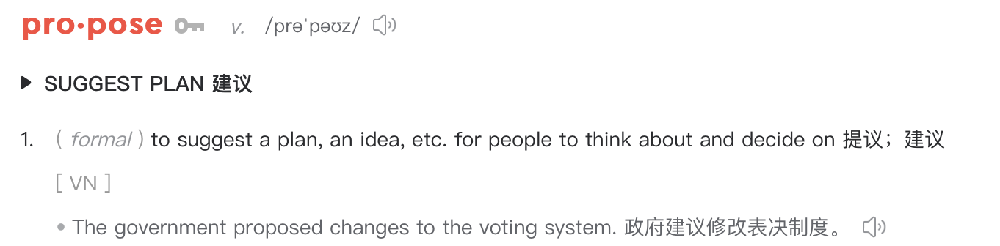 pro·pose v. /prəˈpəʊz/
SUGGEST PLAN 建议
1. ( formal ) to suggest a plan, an idea, etc. for people to think about and decide on 提议；建议
[ VN ]
• The government proposed changes to the voting system. 政府建议修改表决制度。